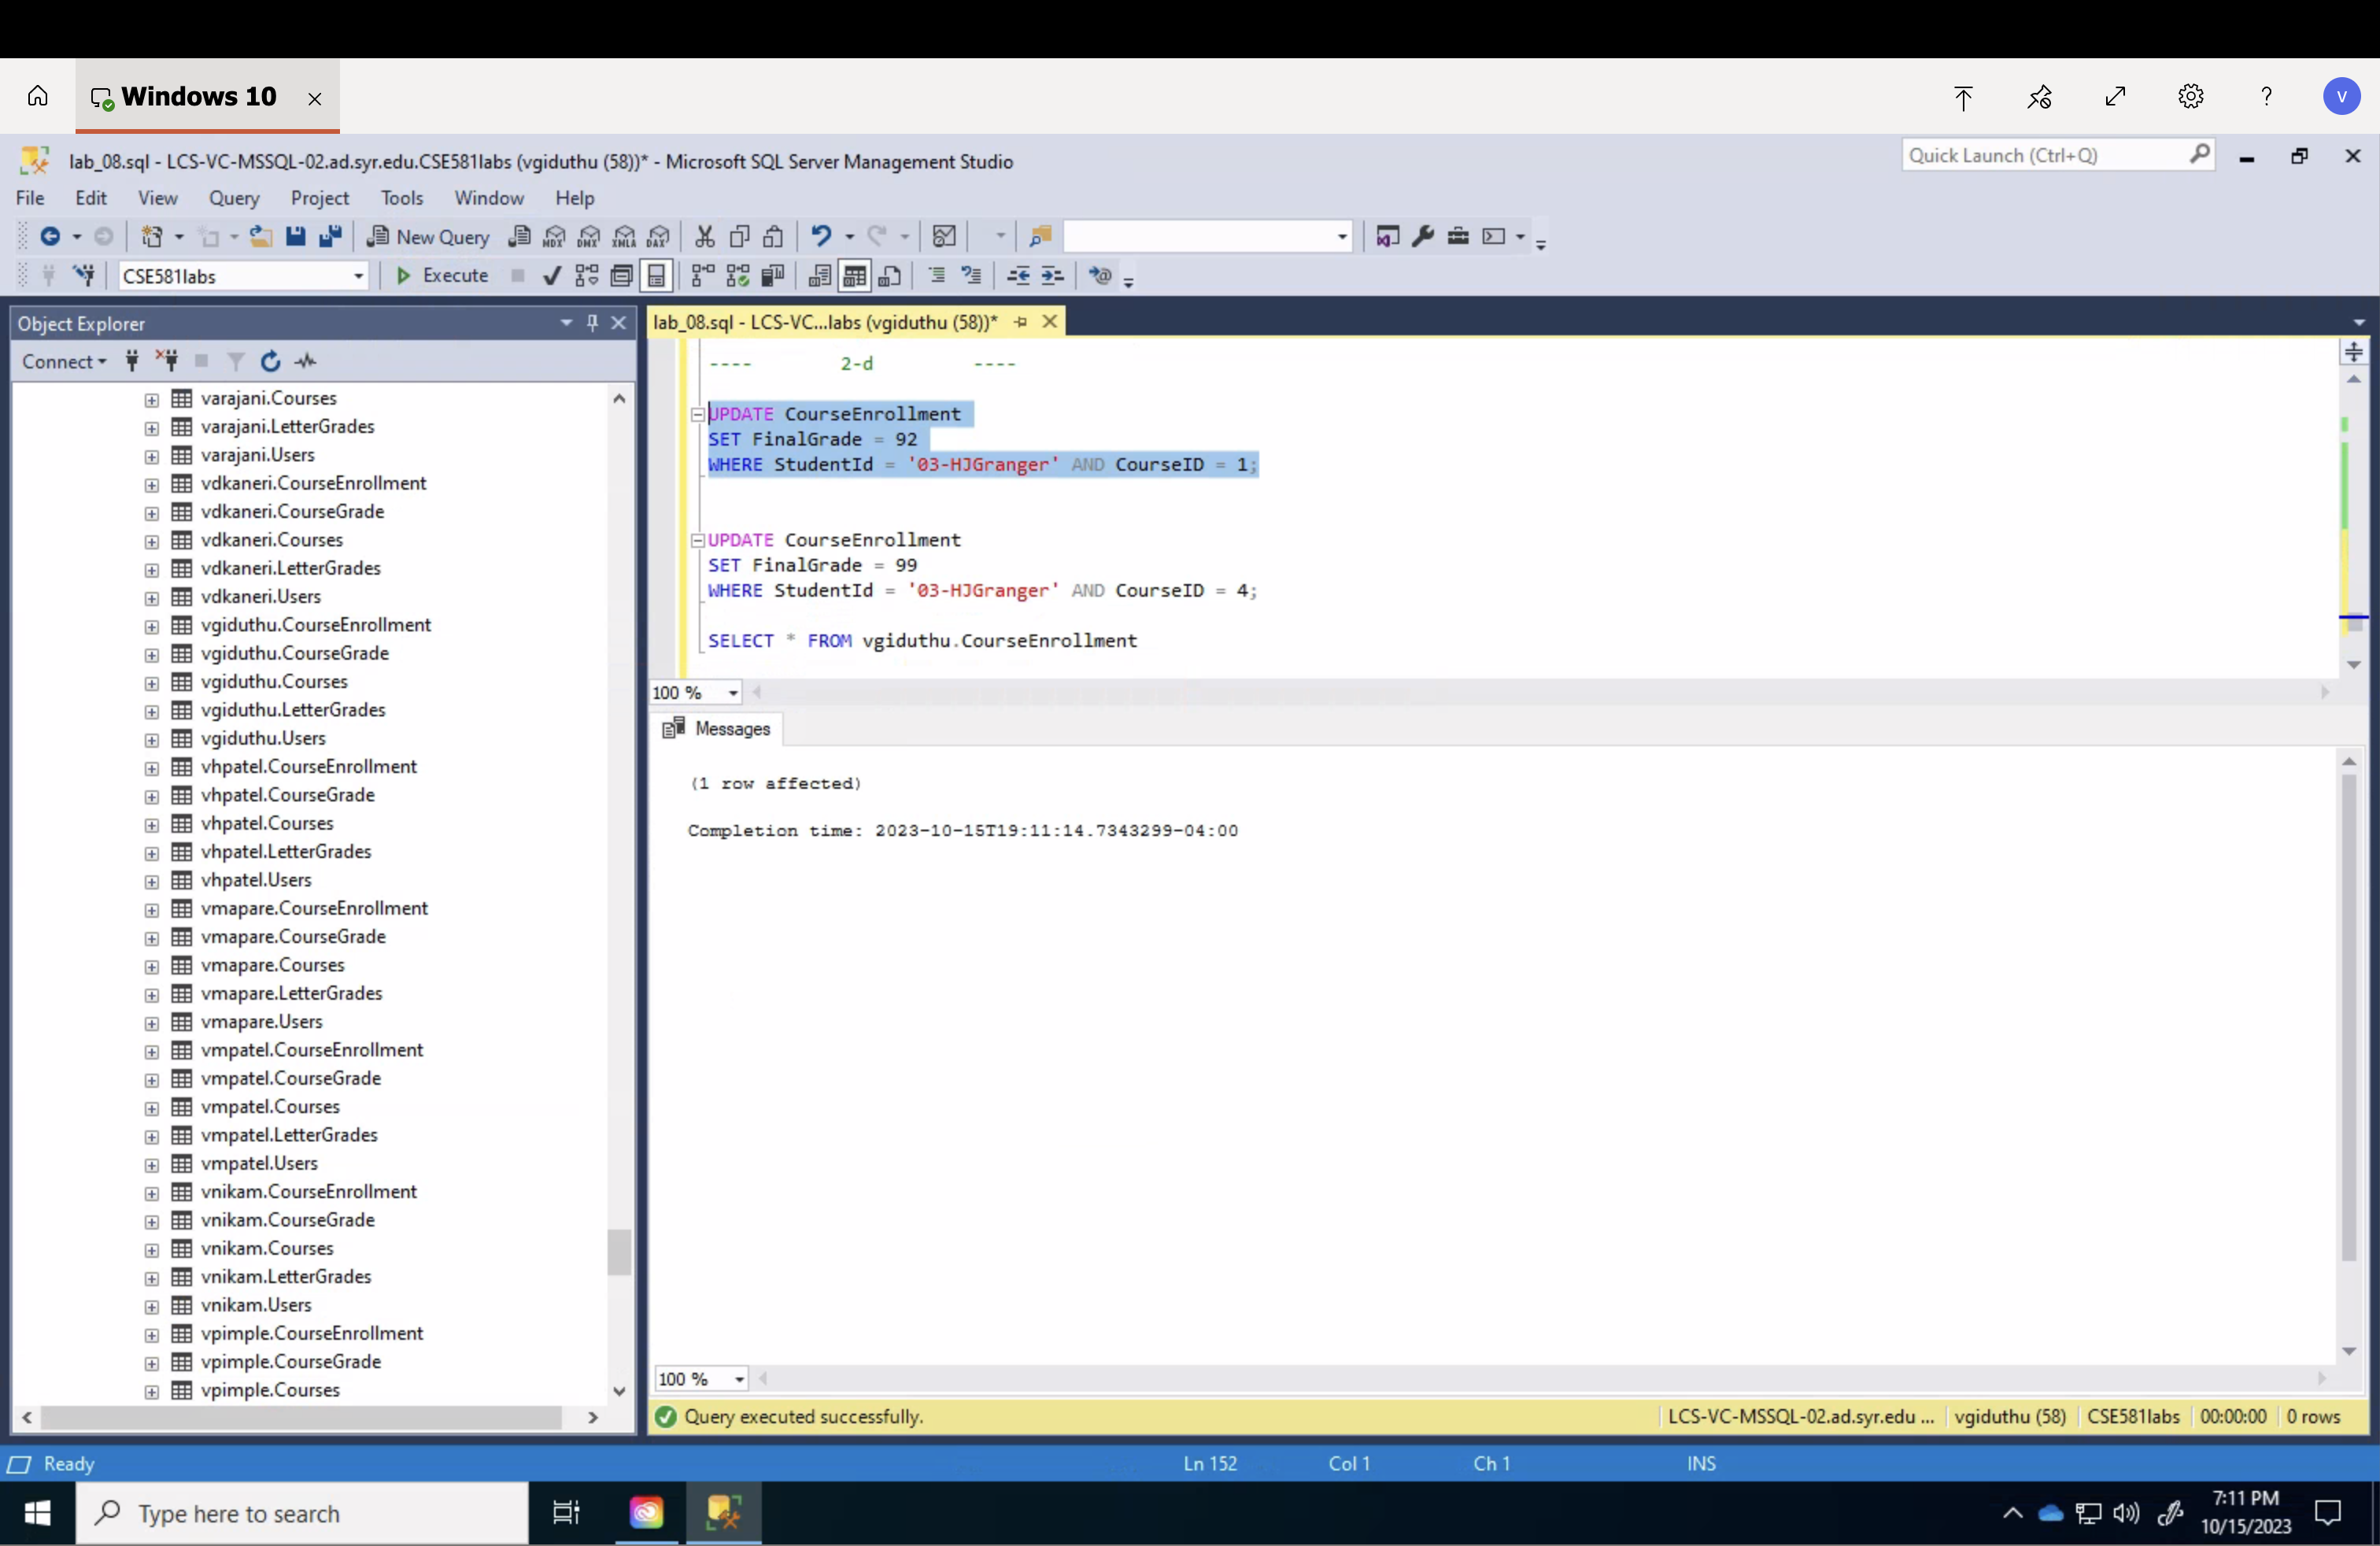 Windows 10
V
lab_08.sql - LCS-VC-MSSQL-02.ad.syr.edu.CSE581labs (vgiduthu (58))* - Microsoft SQL Server Management Studio
Quick Launch (Ctrl+Q)
File Edit View Query Project Tools Window Help
New Query MDX DMX XMLA DAX
CSE581labs Execute
Object Explorer
Connect
varajani.Courses
varajani.LetterGrades
varajani.Users
vdkaneri.CourseEnrollment
vdkaneri.CourseGrade
vdkaneri.Courses
vdkaneri.LetterGrades
vdkaneri.Users
vgiduthu.CourseEnrollment
vgiduthu.CourseGrade
vgiduthu.Courses
vgiduthu.LetterGrades
vgiduthu.Users
vhpatel.CourseEnrollment
vhpatel.CourseGrade
vhpatel.Courses
vhpatel.LetterGrades
vhpatel.Users
vmapare.CourseEnrollment
vmapare.CourseGrade
vmapare.Courses
vmapare.LetterGrades
vmapare.Users
vmpatel.CourseEnrollment
vmpatel.CourseGrade
vmpatel.Courses
vmpatel.LetterGrades
vmpatel.Users
vnikam.CourseEnrollment
vnikam.CourseGrade
vnikam.Courses
vnikam.LetterGrades
vnikam.Users
vpimple.CourseEnrollment
vpimple.CourseGrade
vpimple.Courses
lab_08.sql - LCS-VC...labs (vgiduthu (58))*
---- 2-d ----
UPDATE CourseEnrollment
SET FinalGrade = 92
WHERE StudentId = '03-HJGranger' AND CourseID = 1;
UPDATE CourseEnrollment
SET FinalGrade = 99
WHERE StudentId = '03-HJGranger' AND CourseID = 4;
SELECT * FROM vgiduthu.CourseEnrollment
100 %
Messages
(1 row affected)
Completion time: 2023-10-15T19:11:14.7343299-04:00
100 %
Query executed successfully. LCS-VC-MSSQL-02.ad.syr.edu ... vgiduthu (58) CSE581labs 00:00:00 0 rows
Ready Ln 152 Col 1 Ch 1 INS
Type here to search
7:11 PM
10/15/2023